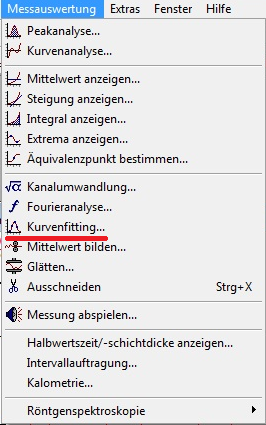 Messauswertung Extras Fenster Hilfe
Peakanalyse...
Kurvenanalyse...
Mittelwert anzeigen...
Steigung anzeigen...
Integral anzeigen...
Extrema anzeigen...
Äquivalenzpunkt bestimmen...
Kanalumwandlung...
Fourieranalyse...
Kurvenfitting...
Mittelwert bilden...
Glätten...
Ausschneiden Strg+X
Messung abspielen...
Halbwertszeit/-schichtdicke anzeigen...
Intervallauftragung...
Kalometrie...
Röntgenspektroskopie